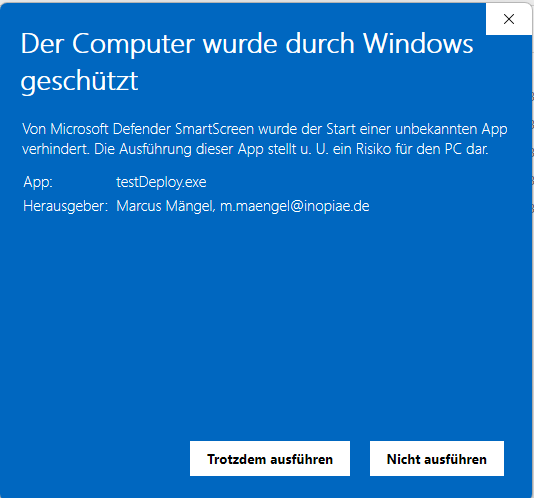 Der Computer wurde durch Windows
geschützt
Von Microsoft Defender SmartScreen wurde der Start einer unbekannten App
verhindert. Die Ausführung dieser App stellt u. U. ein Risiko für den PC dar.
App: testDeploy.exe
Herausgeber: Marcus Mängel, m.maengel@inopiae.de
Trotzdem ausführen Nicht ausführen